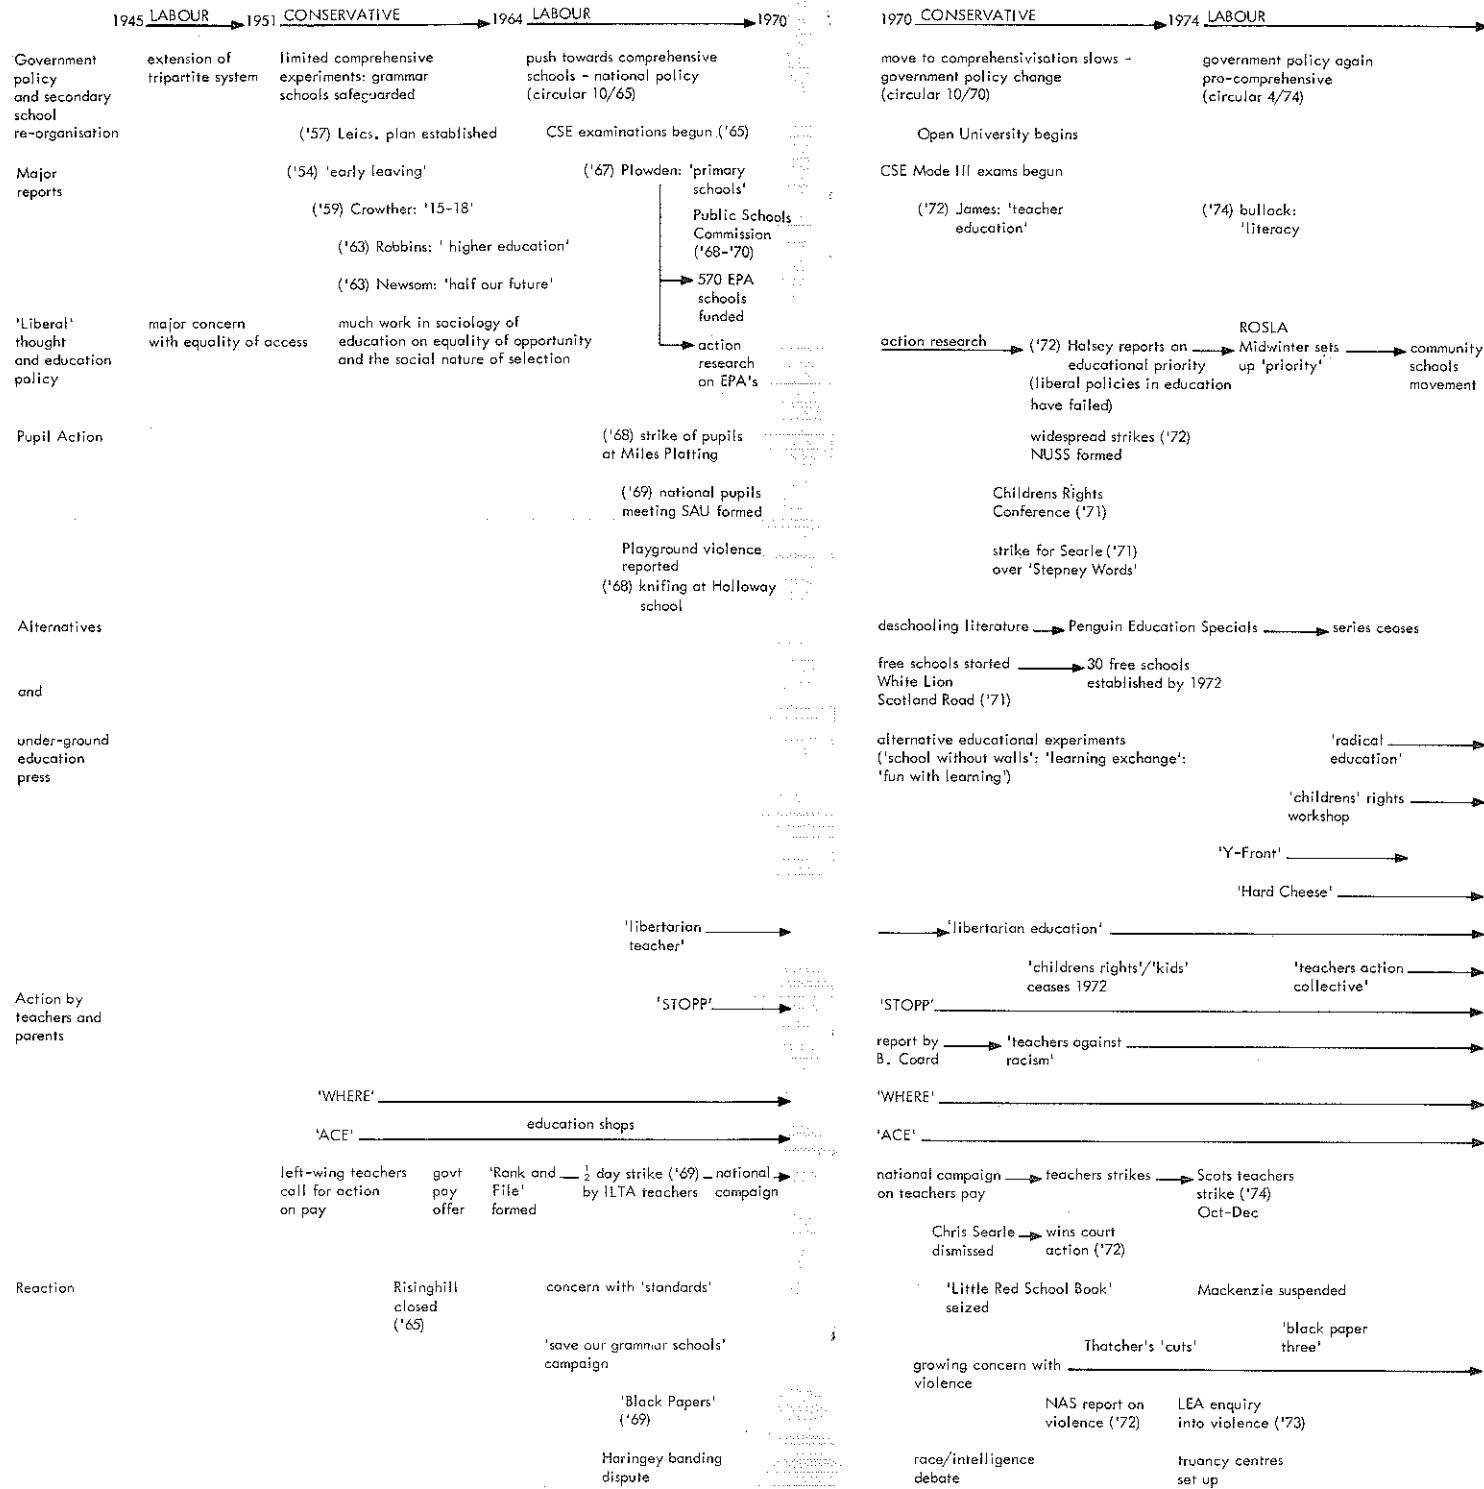 1945 LABOUR 1951 CONSERVATIVE 1964 LABOUR 1970
1970 CONSERVATIVE 1974 LABOUR
'Government
policy
and secondary
school
re-organisation
extension of
tripartite system
limited comprehensive
experiments: grammar
schools safeguarded
push towards comprehensive
schools - national policy
(circular 10/65)
move to comprehensivisation slows -
government policy change
(circular 10/70)
government policy again
pro-comprehensive
(circular 4/74)
('57) Leics. plan established
CSE examinations begun ('65)
Open University begins
Major
reports
('54) 'early leaving'
('67) Plowden: 'primary
schools'
CSE Mode III exams begun
('59) Crowther: '15-18'
Public Schools
Commission
('68-'70)
('72) James: 'teacher
education'
('74) bullock:
'literacy
('63) Robbins: ' higher education'
('63) Newsom: 'half our future'
570 EPA
schools
funded
'Liberal'
thought
and education
policy
major concern
with equality of access
much work in sociology of
education on equality of opportunity
and the social nature of selection
action
research
on EPA's
action research
('72) Halsey reports on
educational priority
(liberal policies in education
have failed)
ROSLA
Midwinter sets
up 'priority'
community
schools
movement
Pupil Action
('68) strike of pupils
at Miles Platting
widespread strikes ('72)
NUSS formed
('69) national pupils
meeting SAU formed
Childrens Rights
Conference ('71)
Playground violence
reported
('68) knifing at Holloway
school
strike for Searle ('71)
over 'Stepney Words'
Alternatives
and
under-ground
education
press
deschooling literature Penguin Education Specials series ceases
free schools started
White Lion
Scotland Road ('71)
30 free schools
established by 1972
alternative educational experiments
('school without walls': 'learning exchange':
'fun with learning')
'radical
education'
'childrens' rights
workshop
'Y-Front'
'Hard Cheese'
'libertarian
teacher'
'libertarian education'
'childrens rights'/'kids'
ceases 1972
'teachers action
collective'
Action by
teachers and
parents
'STOPP'
'STOPP'
report by
B. Coard
'teachers against
racism'
'WHERE'
'WHERE'
'ACE'
education shops
'ACE'
left-wing teachers
call for action
on pay
govt
pay
offer
'Rank and
File'
formed
½ day strike ('69)
by ILTA teachers
national
campaign
national campaign
on teachers pay
teachers strikes
Scots teachers
strike ('74)
Oct-Dec
Chris Searle
dismissed
wins court
action ('72)
Reaction
Risinghill
closed
('65)
concern with 'standards'
'Little Red School Book'
seized
Mackenzie suspended
'save our grammar schools'
campaign
Thatcher's 'cuts'
'black paper
three'
growing concern with
violence
'Black Papers'
('69)
NAS report on
violence ('72)
LEA enquiry
into violence ('73)
Haringey banding
dispute
race/intelligence
debate
truancy centres
set up